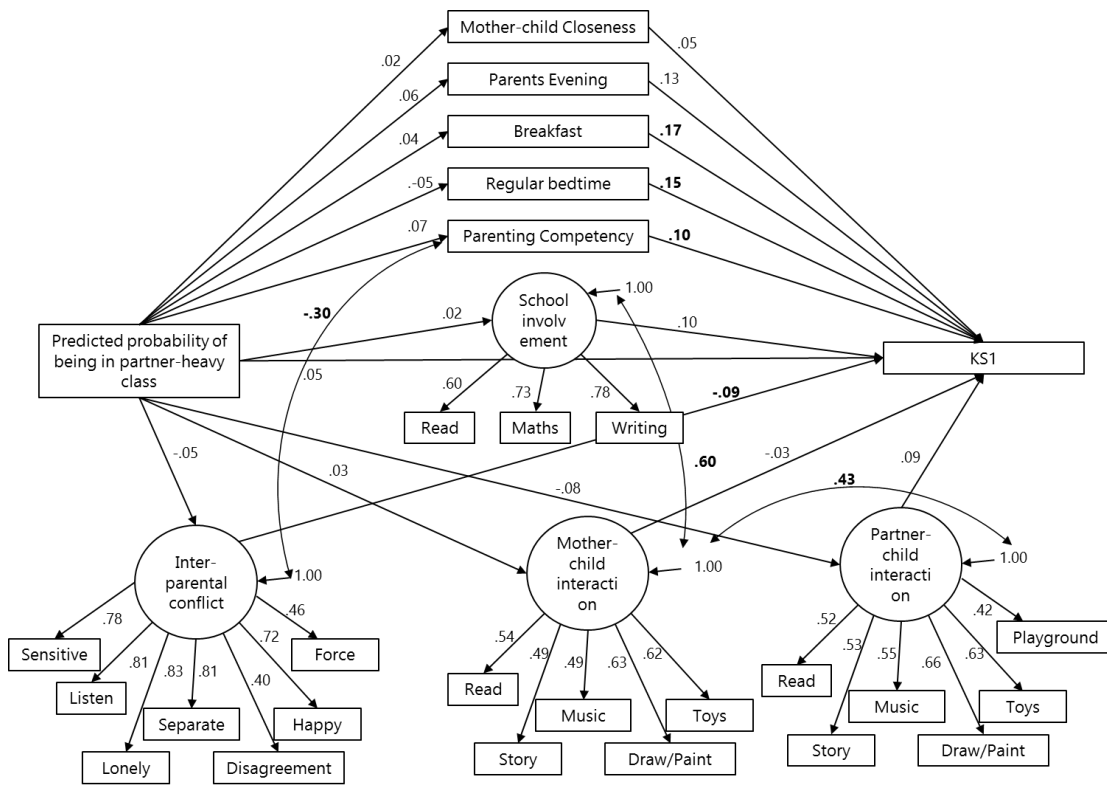 Mother-child Closeness
.05
.02
Parents Evening
.13
.06
Breakfast
.17
.04
Regular bedtime
.15
.-05
Parenting Competency
.10
.07
School
involv
ement
1.00
-.30
.02
.10
Predicted probability of
being in partner-heavy
class
KS1
.05
.60
.73
.78
-.09
Read
Maths
Writing
-.05
.03
.60
-.03
.09
-.08
.43
Inter-
parental
conflict
1.00
Mother-
child
interacti
on
1.00
Partner-
child
interacti
on
1.00
.78
.81
.83
.81
.40
.72
.46
Sensitive
Force
Listen
Separate
Happy
Lonely
Disagreement
.54
.49
.49
.63
.62
Read
Music
Toys
Story
Draw/Paint
.52
.53
.55
.66
.63
.42
Playground
Read
Music
Toys
Story
Draw/Paint